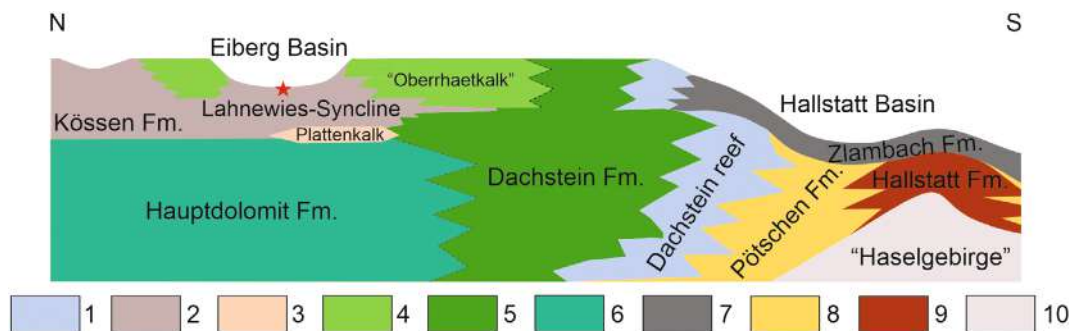 N
S
Eiberg Basin
"Oberrhaetkalk"
Lahnewies-Syncline
Hallstatt Basin
Kössen Fm.
Plattenkalk
Zlambach Fm.
Dachstein Fm.
Dachstein reef
Hallstatt Fm.
Hauptdolomit Fm.
Pötschen Fm.
"Haselgebirge"
1 2 3 4 5 6 7 8 9 10